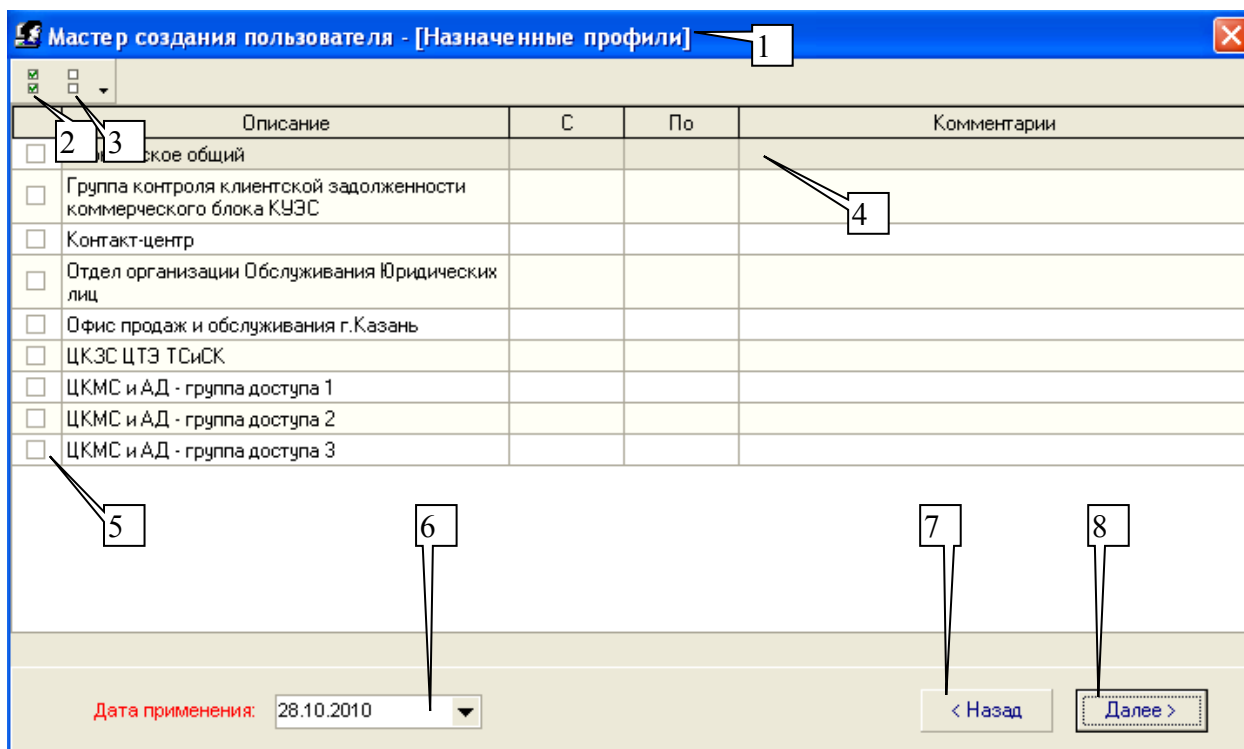 Мастер создания пользователя - [Назначенные профили]
1
2
3
Описание
С
По
Комментарии
ское общий
4
Группа контроля клиентской задолженности
коммерческого блока КУЭС
Контакт-центр
Отдел организации Обслуживания Юридических
лиц
Офис продаж и обслуживания г.Казань
ЦКЗС ЦТЭ ТСиСК
ЦКМС и АД - группа доступа 1
ЦКМС и АД - группа доступа 2
ЦКМС и АД - группа доступа 3
5
6
7
8
Дата применения:
28.10.2010
< Назад
Далее >